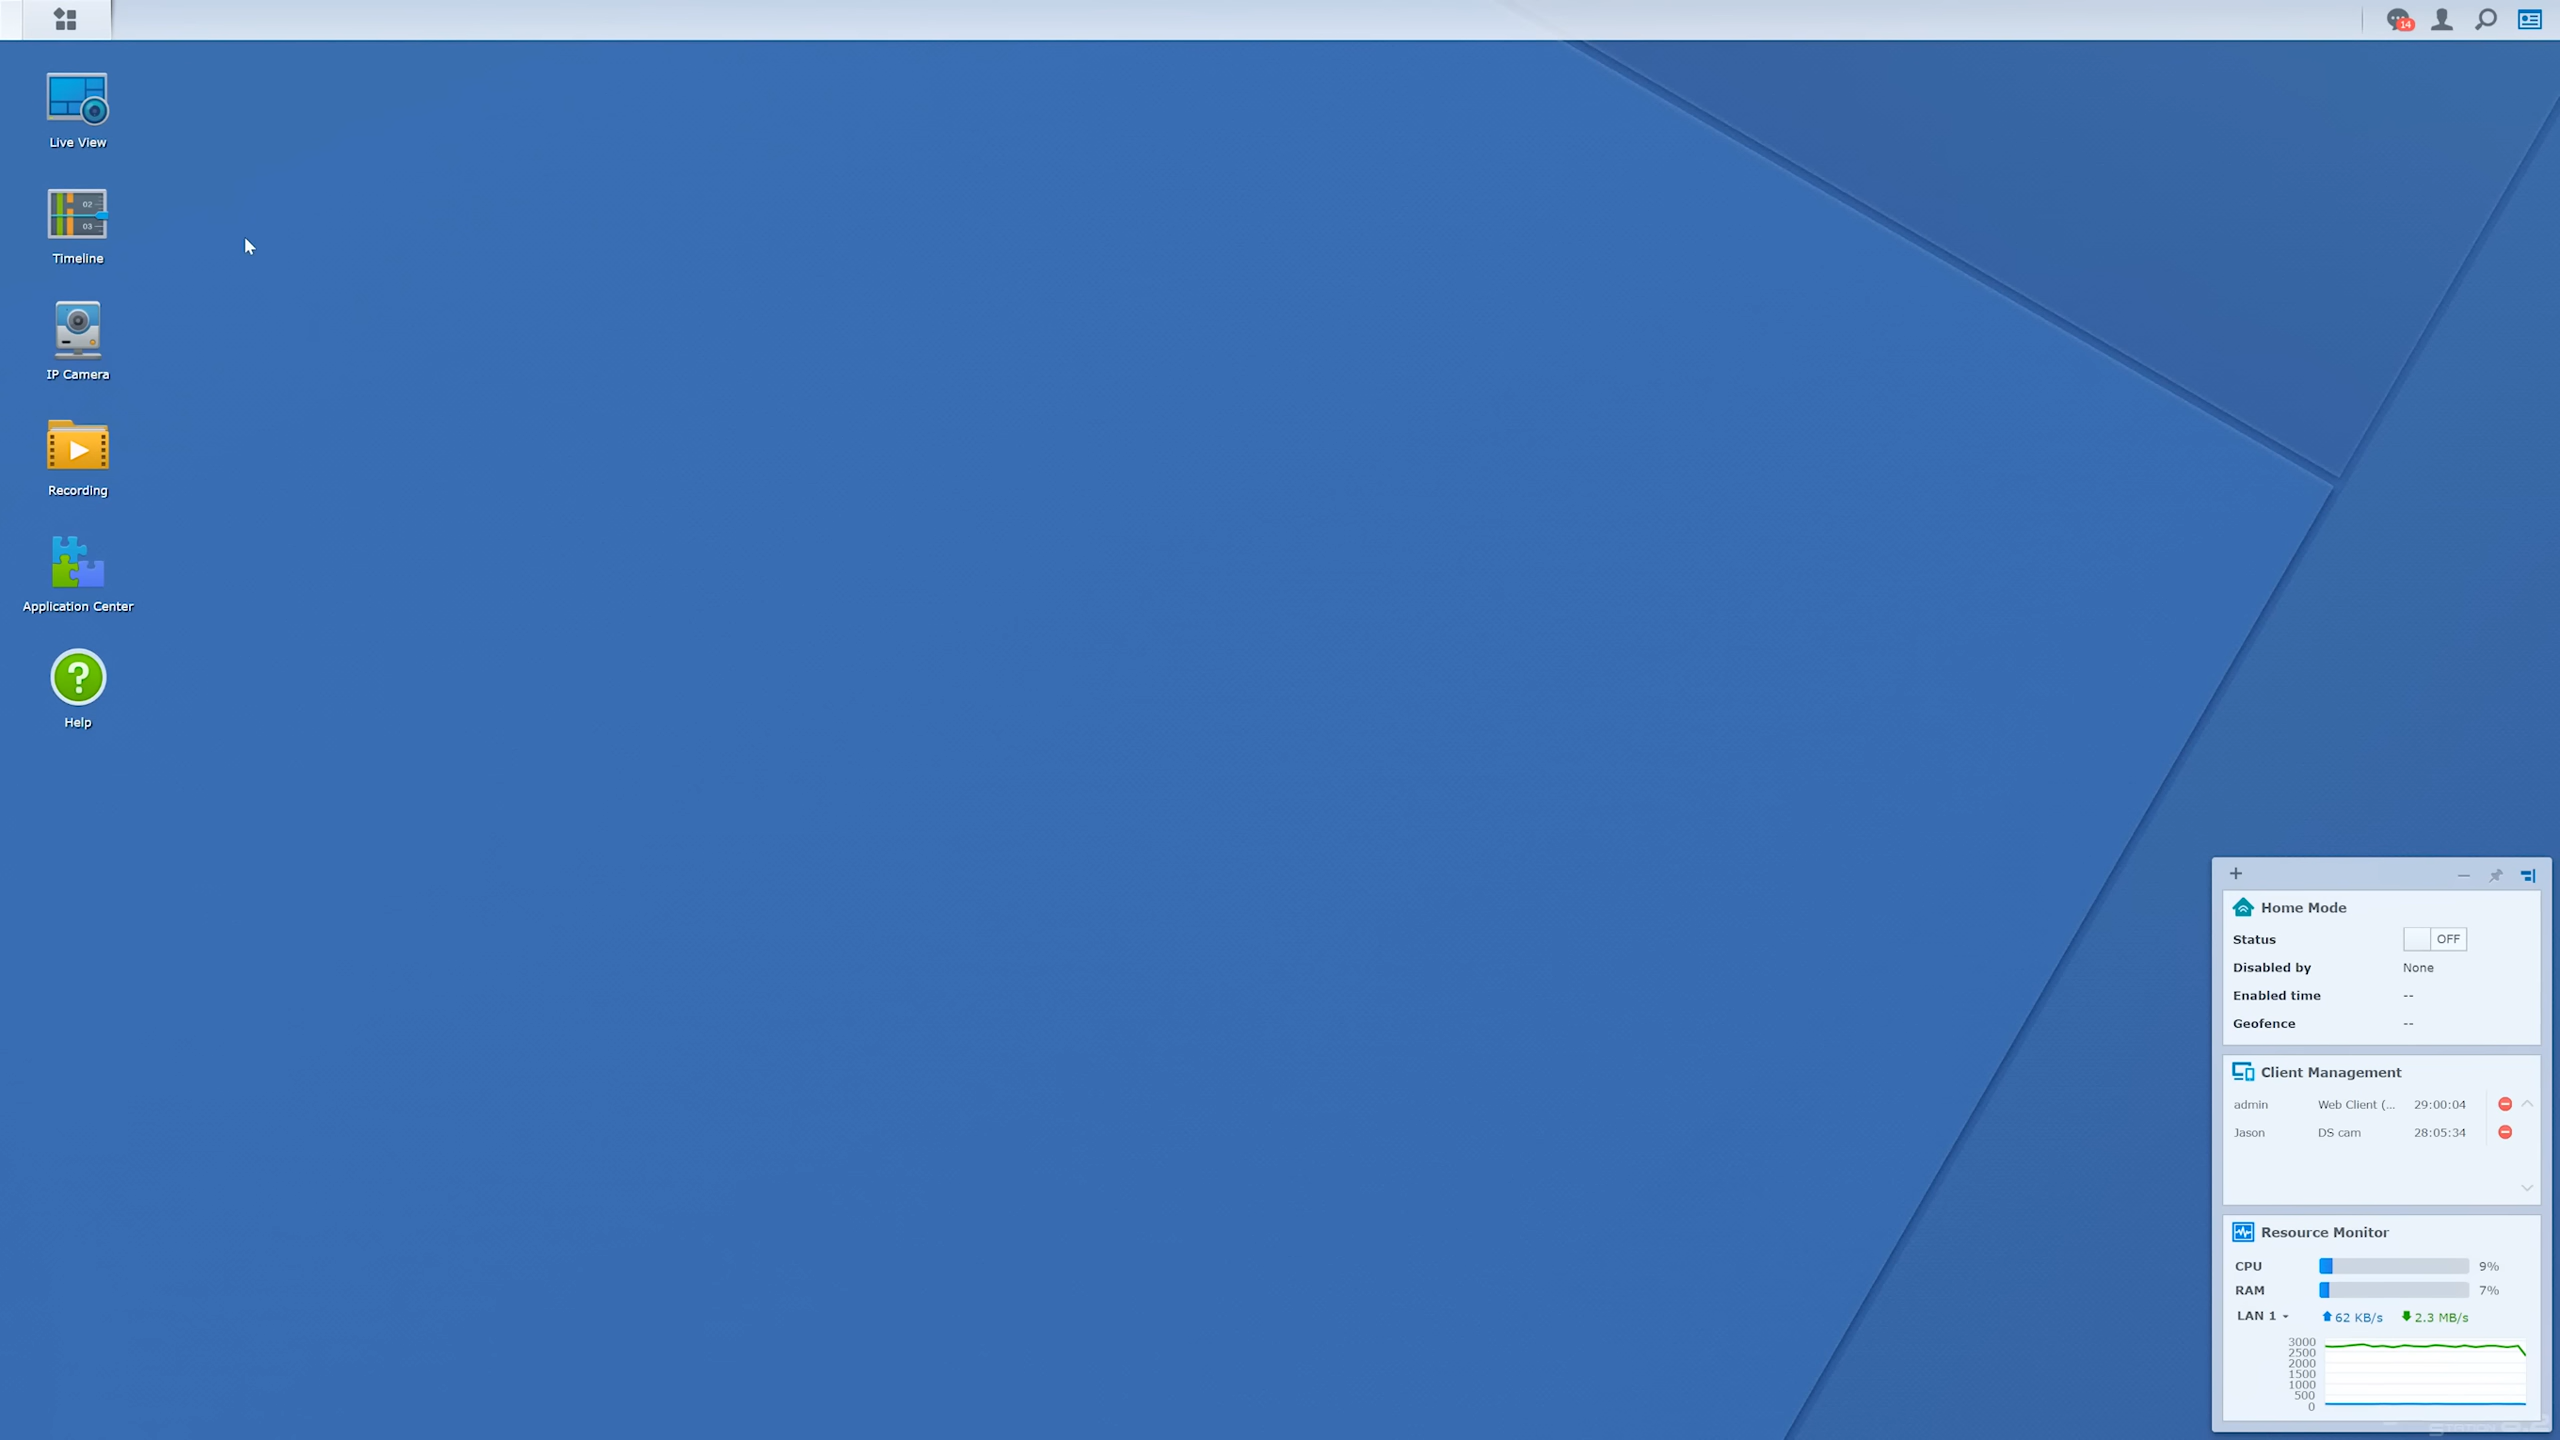 14
Live View
02
03
Timeline
IP Camera
Recording
Application Center
?
Help
Home Mode
Status OFF
Disabled by None
Enabled time --
Geofence --
Client Management
admin Web Client (... 29:00:04
Jason DS cam 28:05:34
Resource Monitor
CPU 9%
RAM 7%
LAN 1 62 KB/s 2.3 MB/s
3000
2500
2000
1500
1000
500
0